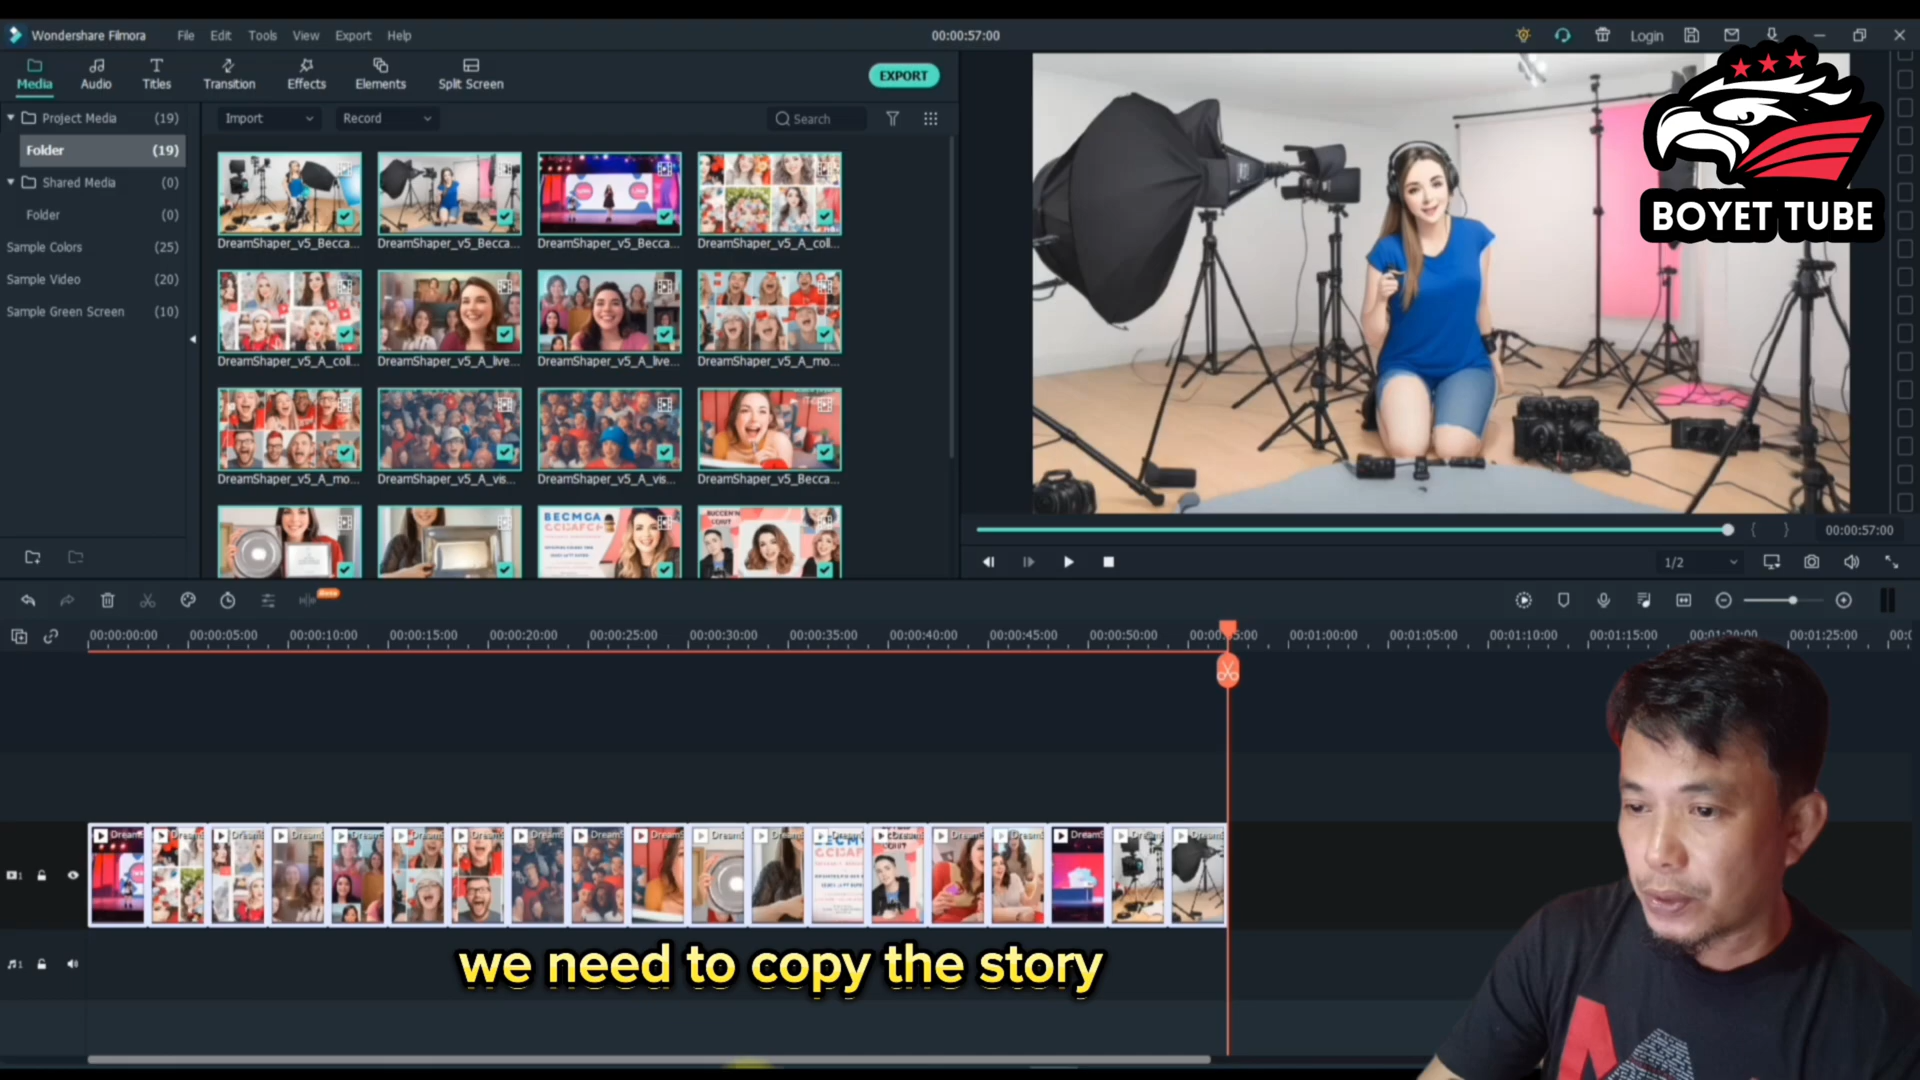 Wondershare Filmora File Edit Tools View Export Help 00:00:57:00 Login
Media Audio Titles Transition Effects Elements Split Screen EXPORT
Project Media (19) Import Record Search
Folder (19)
Shared Media (0)
Folder (0)
Sample Colors (25)
Sample Video (20)
Sample Green Screen (10)
DreamShaper_v5_Becca... DreamShaper_v5_Becca... DreamShaper_v5_Becca... DreamShaper_v5_A_coll...
DreamShaper_v5_A_coll... DreamShaper_v5_A_live... DreamShaper_v5_A_live... DreamShaper_v5_A_mo...
DreamShaper_v5_A_mo... DreamShaper_v5_A_vis... DreamShaper_v5_A_vis... DreamShaper_v5_Becca...
BOYET TUBE
00:00:57:00
1/2
Beta
00:00:00:00 00:00:05:00 00:00:10:00 00:00:15:00 00:00:20:00 00:00:25:00 00:00:30:00 00:00:35:00 00:00:40:00 00:00:45:00 00:00:50:00 00:01:00:00 00:01:05:00 00:01:10:00 00:01:15:00 00:01:20:00 00:01:25:00
1
1
we need to copy the story